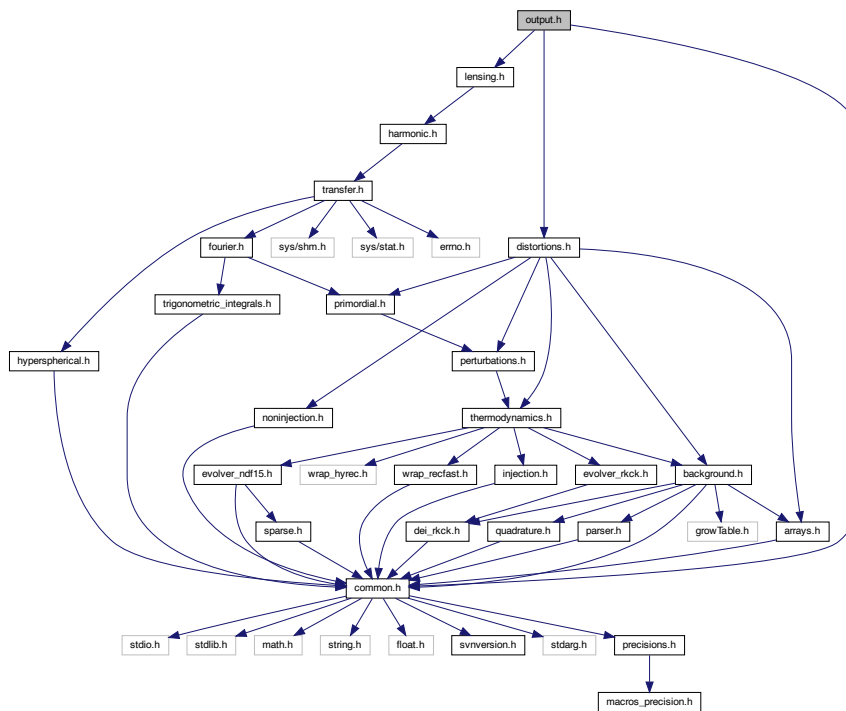 output.h
lensing.h
harmonic.h
transfer.h
fourier.h
sys/shm.h
sys/stat.h
errno.h
distortions.h
trigonometric_integrals.h
primordial.h
hyperspherical.h
perturbations.h
noninjection.h
thermodynamics.h
evolver_ndf15.h
wrap_hyrec.h
wrap_recfast.h
injection.h
evolver_rkck.h
background.h
sparse.h
dei_rkck.h
quadrature.h
parser.h
growTable.h
arrays.h
common.h
stdio.h
stdlib.h
math.h
string.h
float.h
svnversion.h
stdarg.h
precisions.h
macros_precision.h